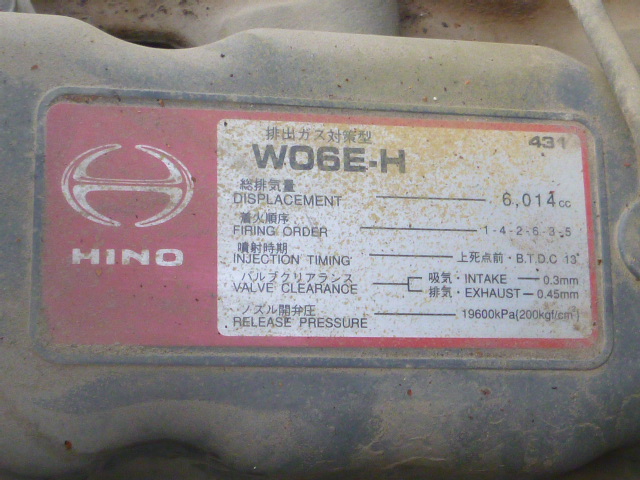 HINO
排出ガス対策型
431
W06E-H
総排気量
DISPLACEMENT 6,014cc
着火順序
FIRING ORDER 1-4-2-6-3-5
噴射時期
INJECTION TIMING 上死点前・B.T.D.C 13°
バルブクリアランス 吸気・INTAKE 0.3mm
VALVE CLEARANCE 排気・EXHAUST 0.45mm
ノズル開弁圧
RELEASE PRESSURE 19600kPa{200kgf/cm²}